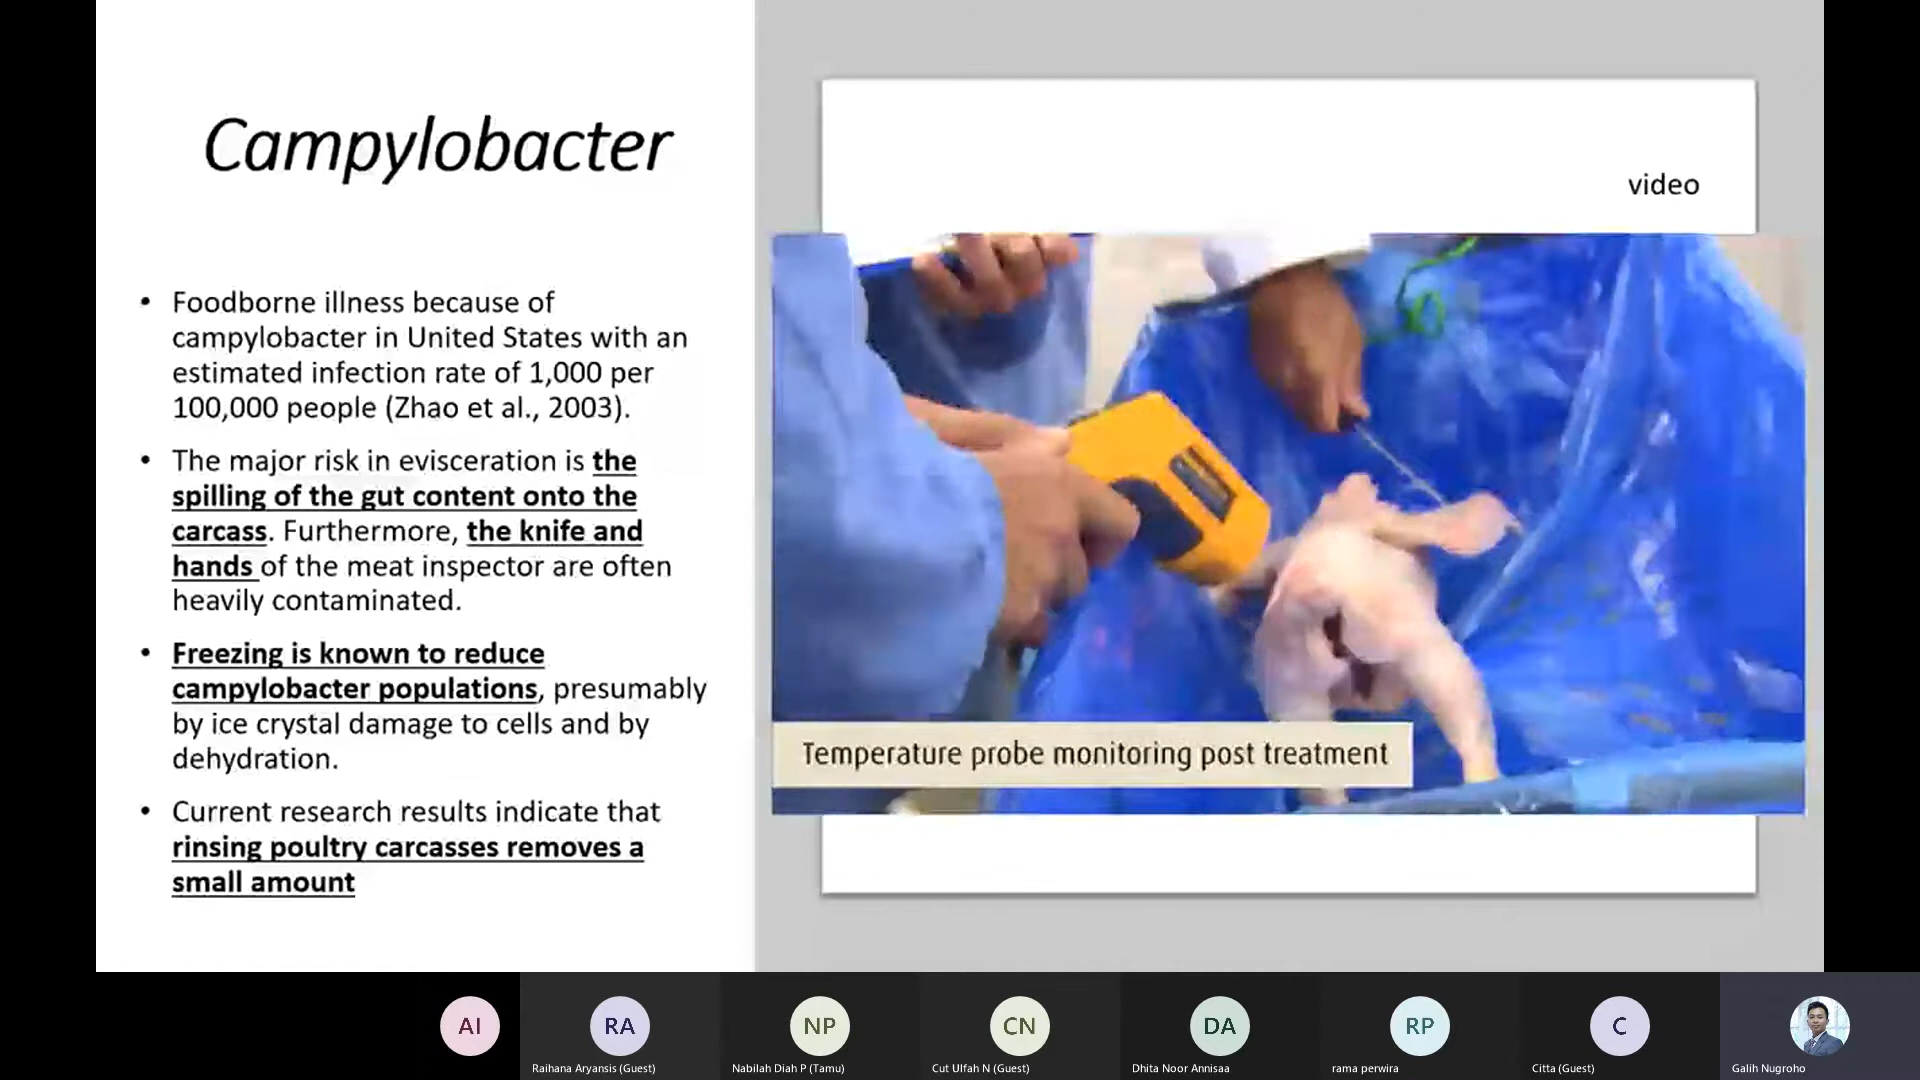 Campylobacter
• Foodborne illness because of
campylobacter in United States with an
estimated infection rate of 1,000 per
100,000 people (Zhao et al., 2003).
• The major risk in evisceration is the
spilling of the gut content onto the
carcass. Furthermore, the knife and
hands of the meat inspector are often
heavily contaminated.
• Freezing is known to reduce
campylobacter populations, presumably
by ice crystal damage to cells and by
dehydration.
• Current research results indicate that
rinsing poultry carcasses removes a
small amount
video
Temperature probe monitoring post treatment
AI
RA
Raihana Aryansis (Guest)
NP
Nabilah Diah P (Tamu)
CN
Cut Ulfah N (Guest)
DA
Dhita Noor Annisaa
RP
rama perwira
C
Citta (Guest)
Galih Nugroho